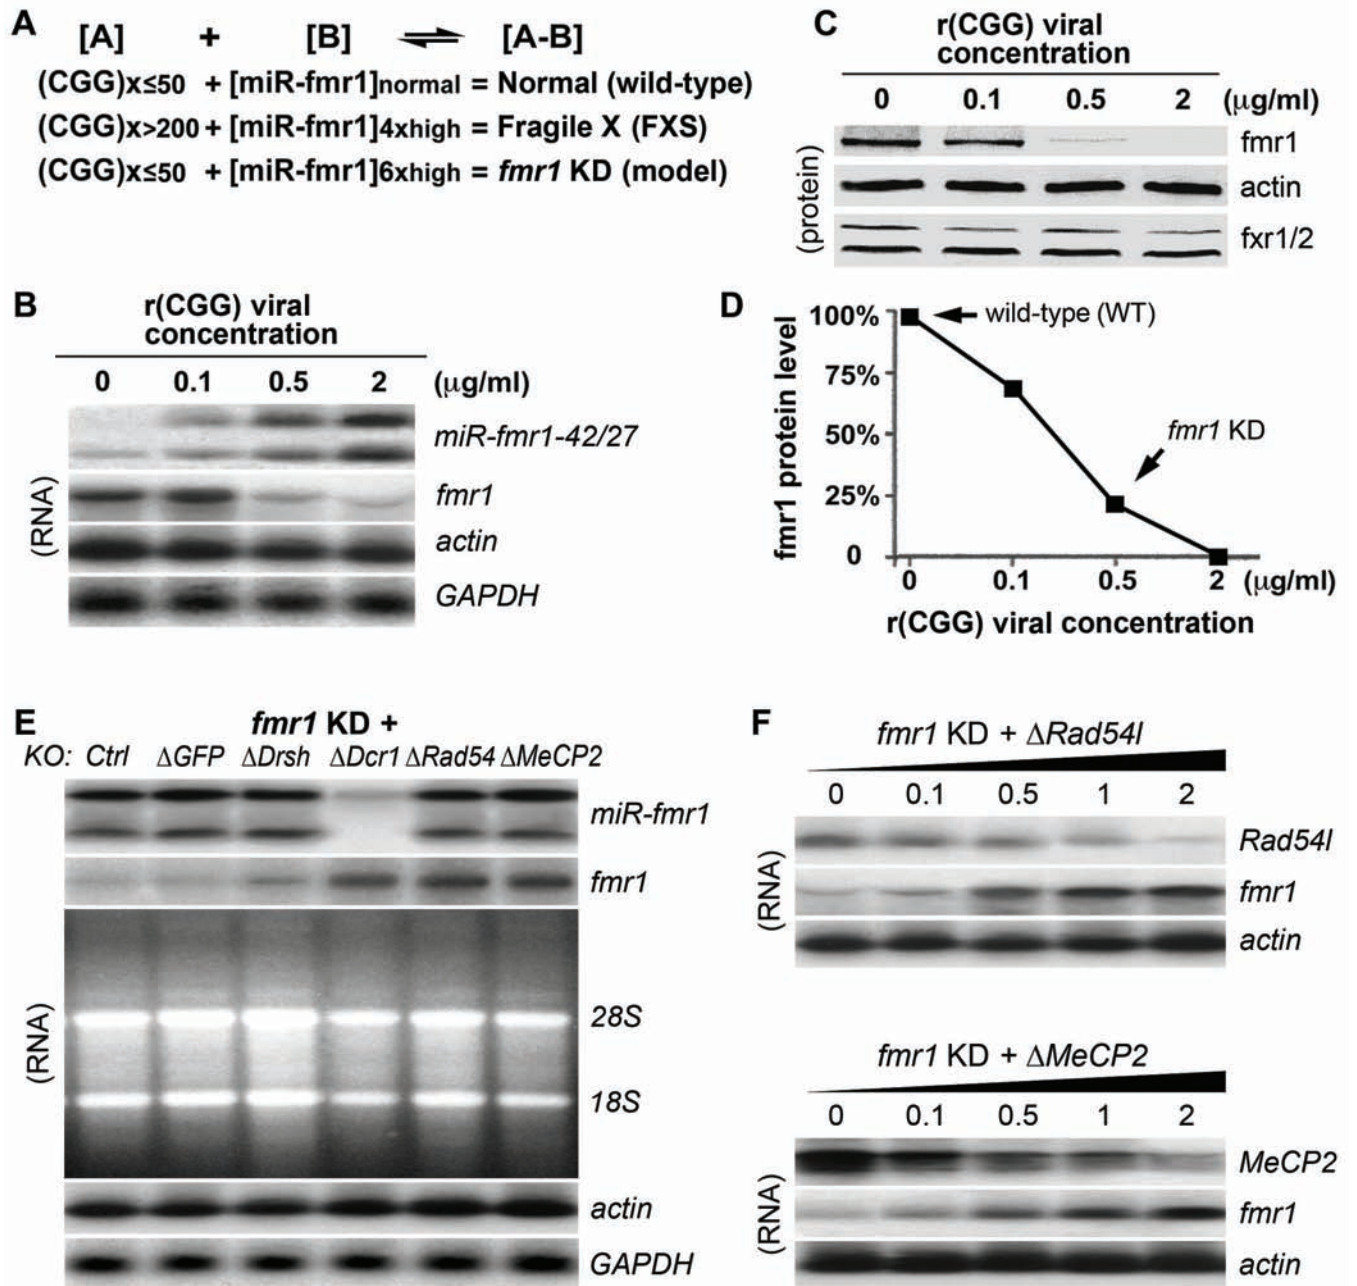 A
[A] + [B] ⇌ [A-B]
(CGG)x≤50 + [miR-fmr1]normal = Normal (wild-type)
(CGG)x>200 + [miR-fmr1]4xhigh = Fragile X (FXS)
(CGG)x≤50 + [miR-fmr1]6xhigh = fmr1 KD (model)
B
r(CGG) viral
concentration
0 0.1 0.5 2 (μg/ml)
miR-fmr1-42/27
fmr1
actin
GAPDH
(RNA)
C
r(CGG) viral
concentration
0 0.1 0.5 2 (μg/ml)
fmr1
actin
fxr1/2
(protein)
D
fmr1 protein level
100%
75%
50%
25%
0
wild-type (WT)
fmr1 KD
0 0.1 0.5 2 (μg/ml)
r(CGG) viral concentration
E
fmr1 KD +
KO: Ctrl ΔGFP ΔDrsh ΔDcr1 ΔRad54 ΔMeCP2
miR-fmr1
fmr1
28S
18S
actin
GAPDH
(RNA)
F
fmr1 KD + ΔRad54l
0 0.1 0.5 1 2
Rad54l
fmr1
actin
(RNA)
fmr1 KD + ΔMeCP2
0 0.1 0.5 1 2
MeCP2
fmr1
actin
(RNA)